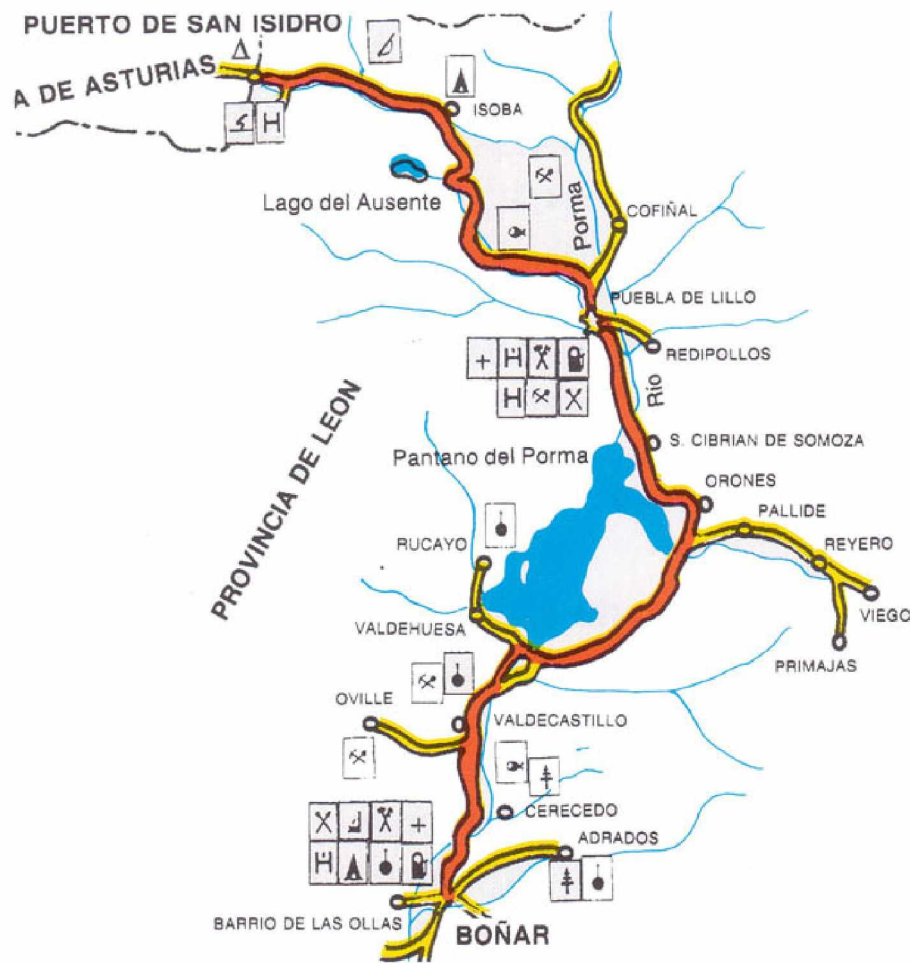 PUERTO DE SAN ISIDRO
A DE ASTURIAS
ISOBA
Lago del Ausente
Porma
COFIÑAL
PUEBLA DE LILLO
REDIPOLLOS
Río
PROVINCIA DE LEON
S. CIBRIAN DE SOMOZA
Pantano del Porma
ORONES
PALLIDE
RUCAYO
REYERO
VIEGO
VALDEHUESA
PRIMAJAS
OVILLE
VALDECASTILLO
CERECEDO
ADRADOS
BARRIO DE LAS OLLAS
BOÑAR